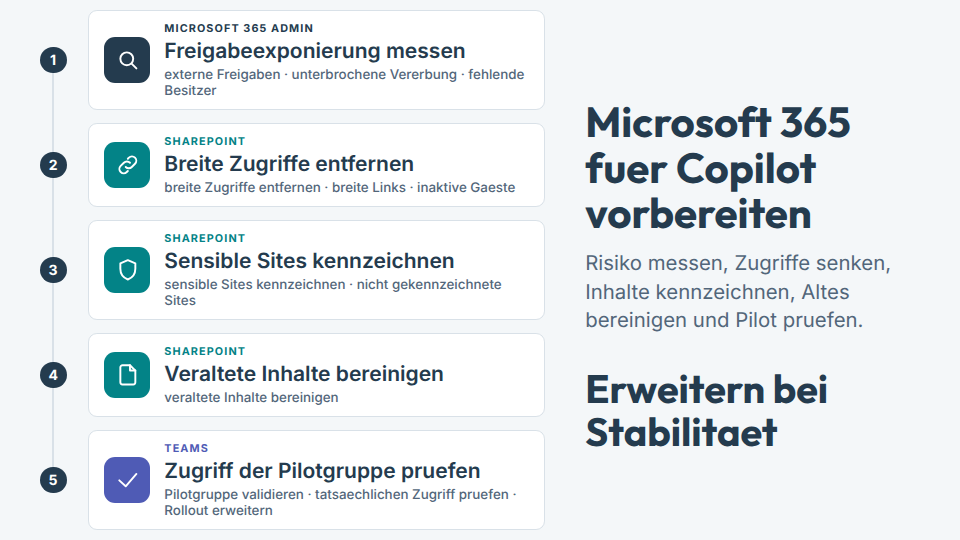 1
MICROSOFT 365 ADMIN
Freigabeexponierung messen
externe Freigaben · unterbrochene Vererbung · fehlende
Besitzer
2
SHAREPOINT
Breite Zugriffe entfernen
breite Zugriffe entfernen · breite Links · inaktive Gaeste
3
SHAREPOINT
Sensible Sites kennzeichnen
sensible Sites kennzeichnen · nicht gekennzeichnete
Sites
4
SHAREPOINT
Veraltete Inhalte bereinigen
veraltete Inhalte bereinigen
5
TEAMS
Zugriff der Pilotgruppe pruefen
Pilotgruppe validieren · tatsaechlichen Zugriff pruefen ·
Rollout erweitern
Microsoft 365
fuer Copilot
vorbereiten
Risiko messen, Zugriffe senken,
Inhalte kennzeichnen, Altes
bereinigen und Pilot pruefen.
Erweitern bei
Stabilitaet